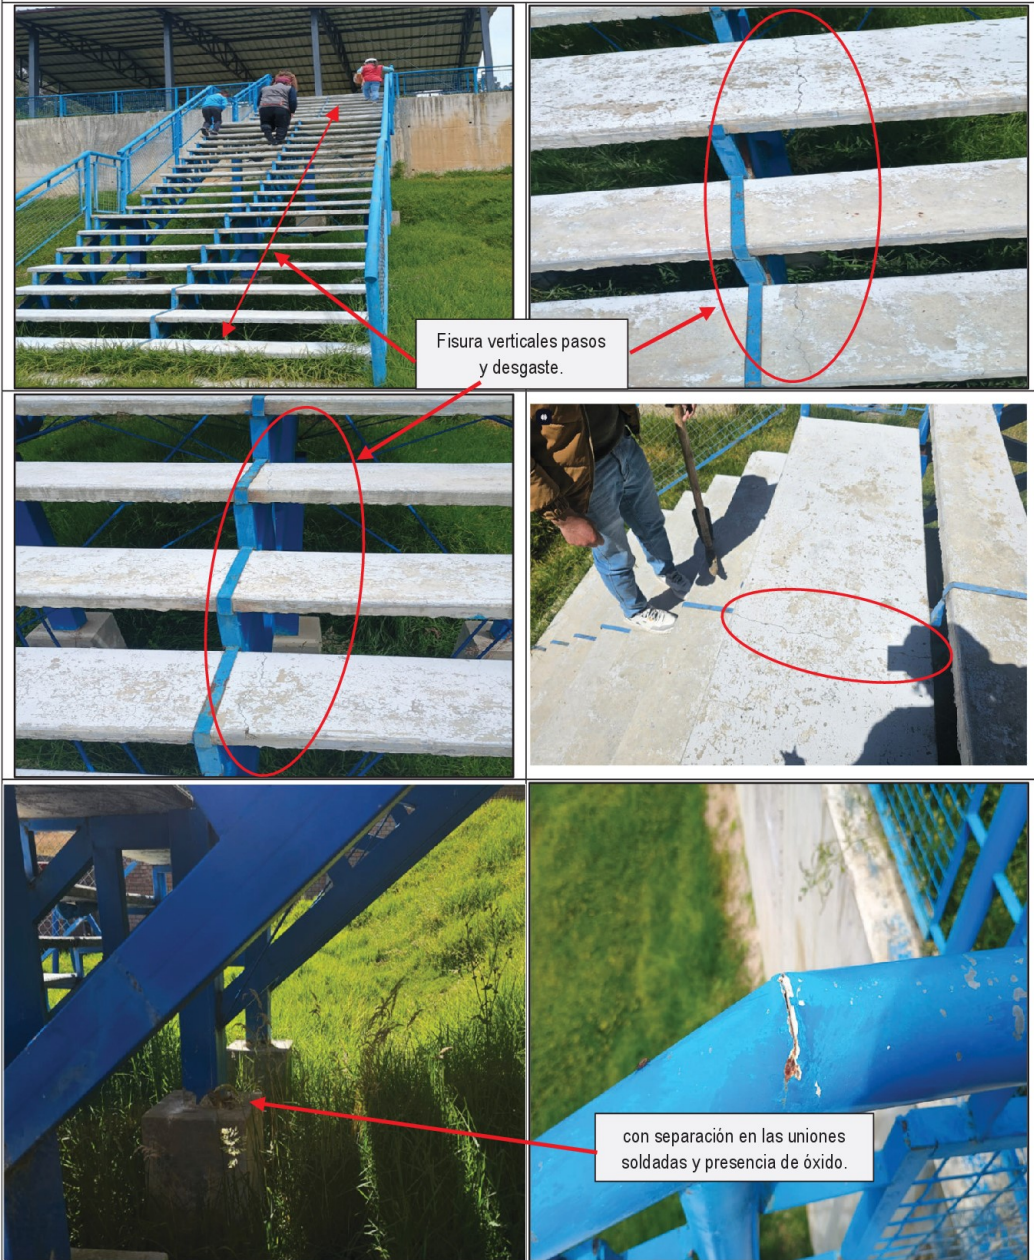 Fisura verticales pasos
y desgaste.
con separación en las uniones
soldadas y presencia de óxido.